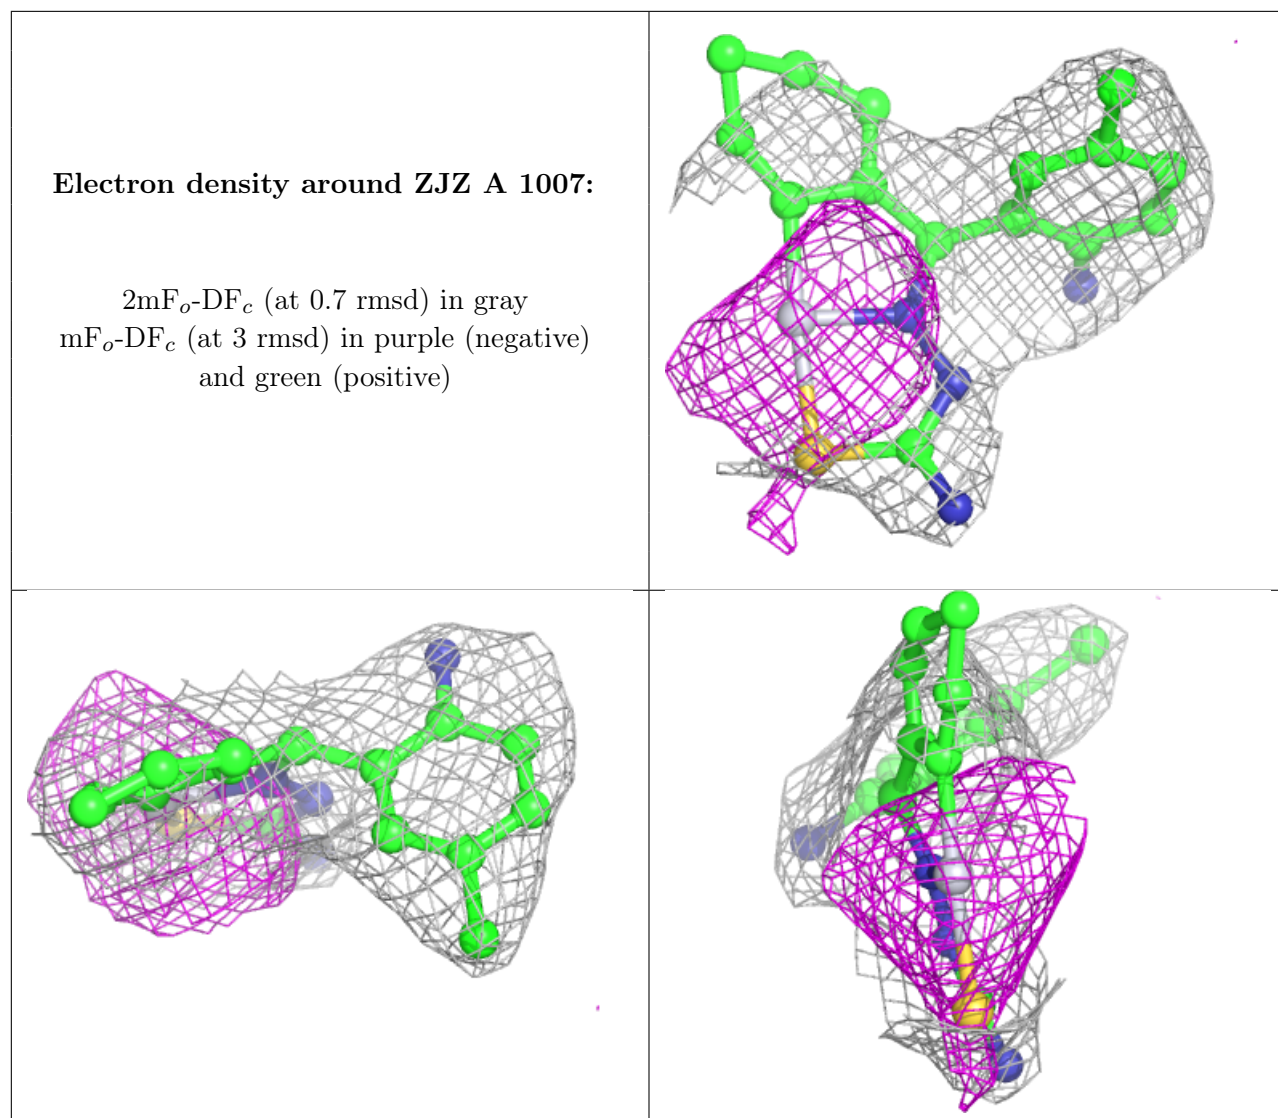 Electron density around ZJZ A 1007:
2mFo-DFc (at 0.7 rmsd) in gray
mFo-DFc (at 3 rmsd) in purple (negative)
and green (positive)